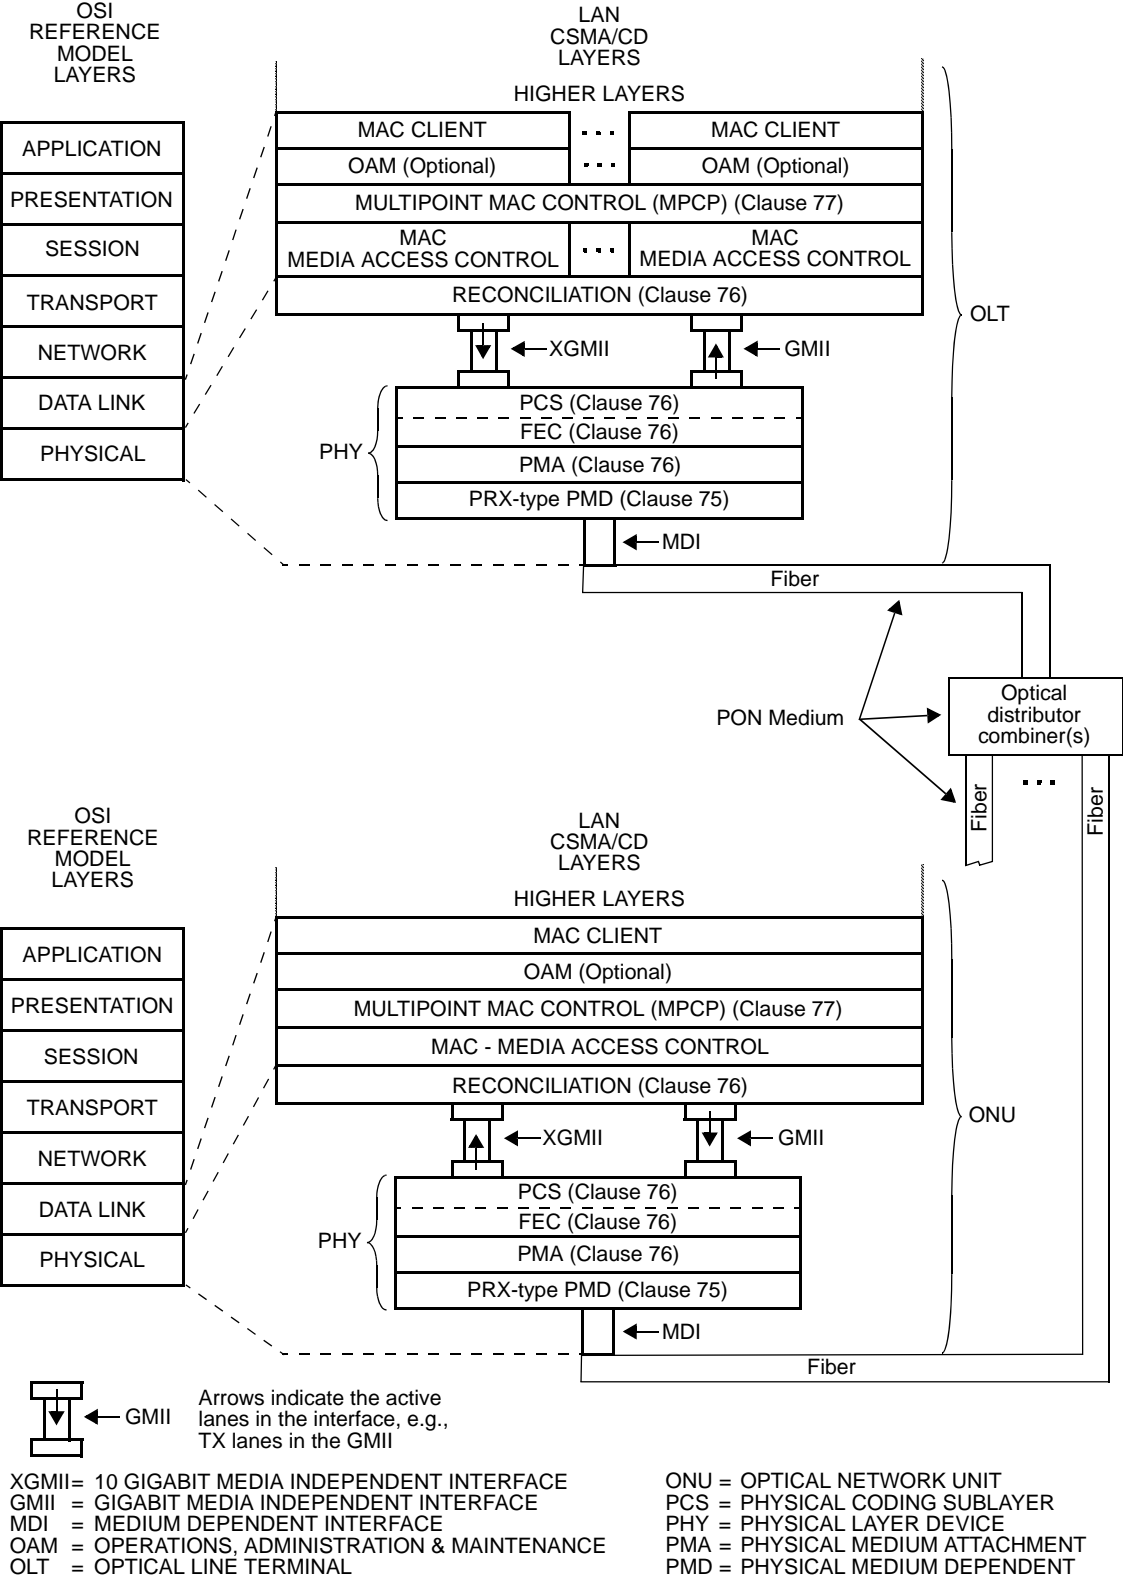 OSI
REFERENCE
MODEL
LAYERS
LAN
CSMA/CD
LAYERS
HIGHER LAYERS
APPLICATION
PRESENTATION
SESSION
TRANSPORT
NETWORK
DATA LINK
PHYSICAL
MAC CLIENT
. . .
MAC CLIENT
OAM (Optional)
. . .
OAM (Optional)
MULTIPOINT MAC CONTROL (MPCP) (Clause 77)
MAC
MEDIA ACCESS CONTROL
. . .
MAC
MEDIA ACCESS CONTROL
RECONCILIATION (Clause 76)
OLT
XGMII
GMII
PHY
PCS (Clause 76)
FEC (Clause 76)
PMA (Clause 76)
PRX-type PMD (Clause 75)
MDI
Fiber
PON Medium
Optical
distributor
combiner(s)
Fiber
. . .
Fiber
OSI
REFERENCE
MODEL
LAYERS
LAN
CSMA/CD
LAYERS
HIGHER LAYERS
APPLICATION
PRESENTATION
SESSION
TRANSPORT
NETWORK
DATA LINK
PHYSICAL
MAC CLIENT
OAM (Optional)
MULTIPOINT MAC CONTROL (MPCP) (Clause 77)
MAC - MEDIA ACCESS CONTROL
RECONCILIATION (Clause 76)
ONU
XGMII
GMII
PHY
PCS (Clause 76)
FEC (Clause 76)
PMA (Clause 76)
PRX-type PMD (Clause 75)
MDI
Fiber
GMII
Arrows indicate the active
lanes in the interface, e.g.,
TX lanes in the GMII
XGMII= 10 GIGABIT MEDIA INDEPENDENT INTERFACE
GMII = GIGABIT MEDIA INDEPENDENT INTERFACE
MDI = MEDIUM DEPENDENT INTERFACE
OAM = OPERATIONS, ADMINISTRATION & MAINTENANCE
OLT = OPTICAL LINE TERMINAL
ONU = OPTICAL NETWORK UNIT
PCS = PHYSICAL CODING SUBLAYER
PHY = PHYSICAL LAYER DEVICE
PMA = PHYSICAL MEDIUM ATTACHMENT
PMD = PHYSICAL MEDIUM DEPENDENT